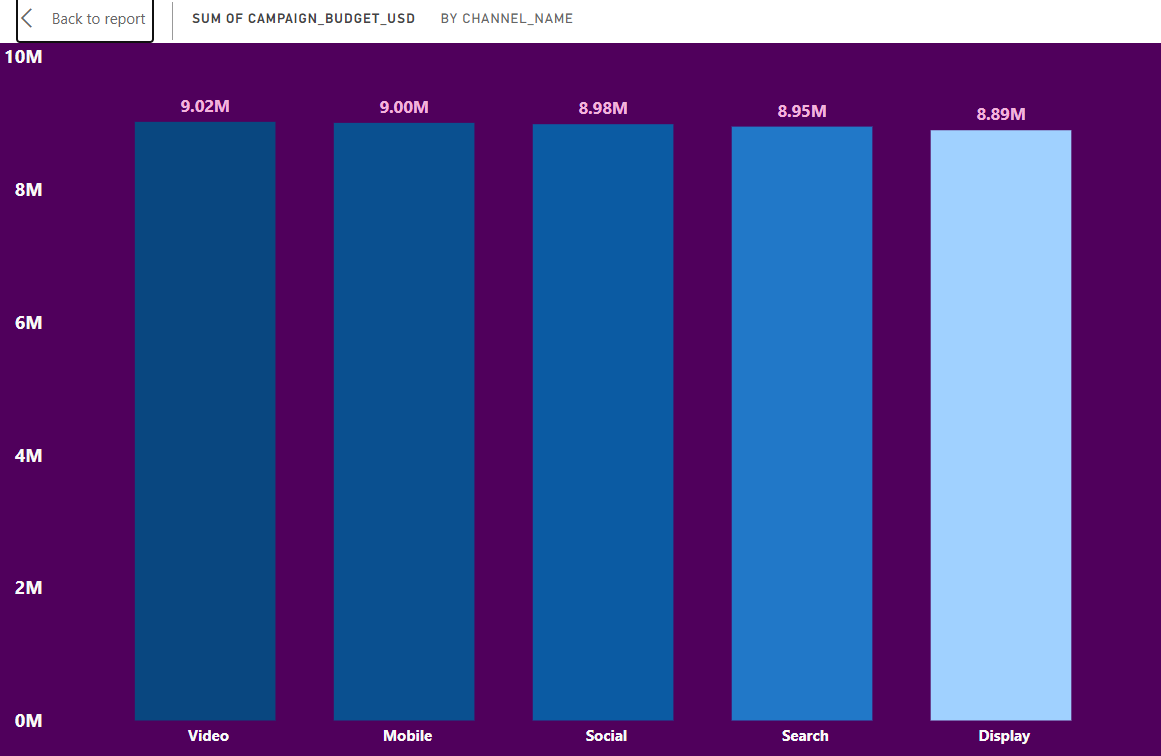 Back to report
SUM OF CAMPAIGN_BUDGET_USD BY CHANNEL_NAME
10M
9.02M 9.00M 8.98M 8.95M 8.89M
8M
6M
4M
2M
0M
Video Mobile Social Search Display